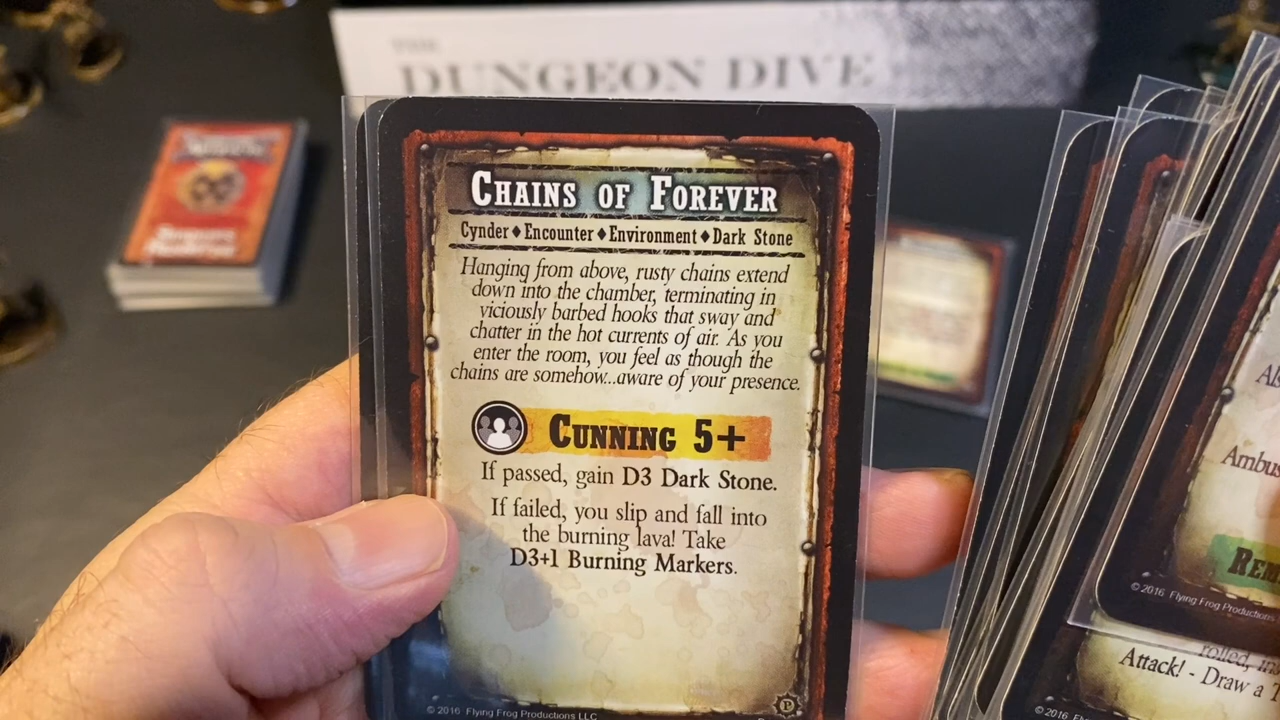 THE
DUNGEON DIVE
CHAINS OF FOREVER
Cynder♦Encounter♦Environment♦Dark Stone
Hanging from above, rusty chains extend
down into the chamber, terminating in
viciously barbed hooks that sway and
chatter in the hot currents of air. As you
enter the room, you feel as though the
chains are somehow...aware of your presence.
CUNNING 5+
If passed, gain D3 Dark Stone.
If failed, you slip and fall into
the burning lava! Take
D3+1 Burning Markers.
© 2016 Flying Frog Productions LLC
P
Ambus
© 2016 Flying Frog Productions
rolled,
Attack! - Draw a T